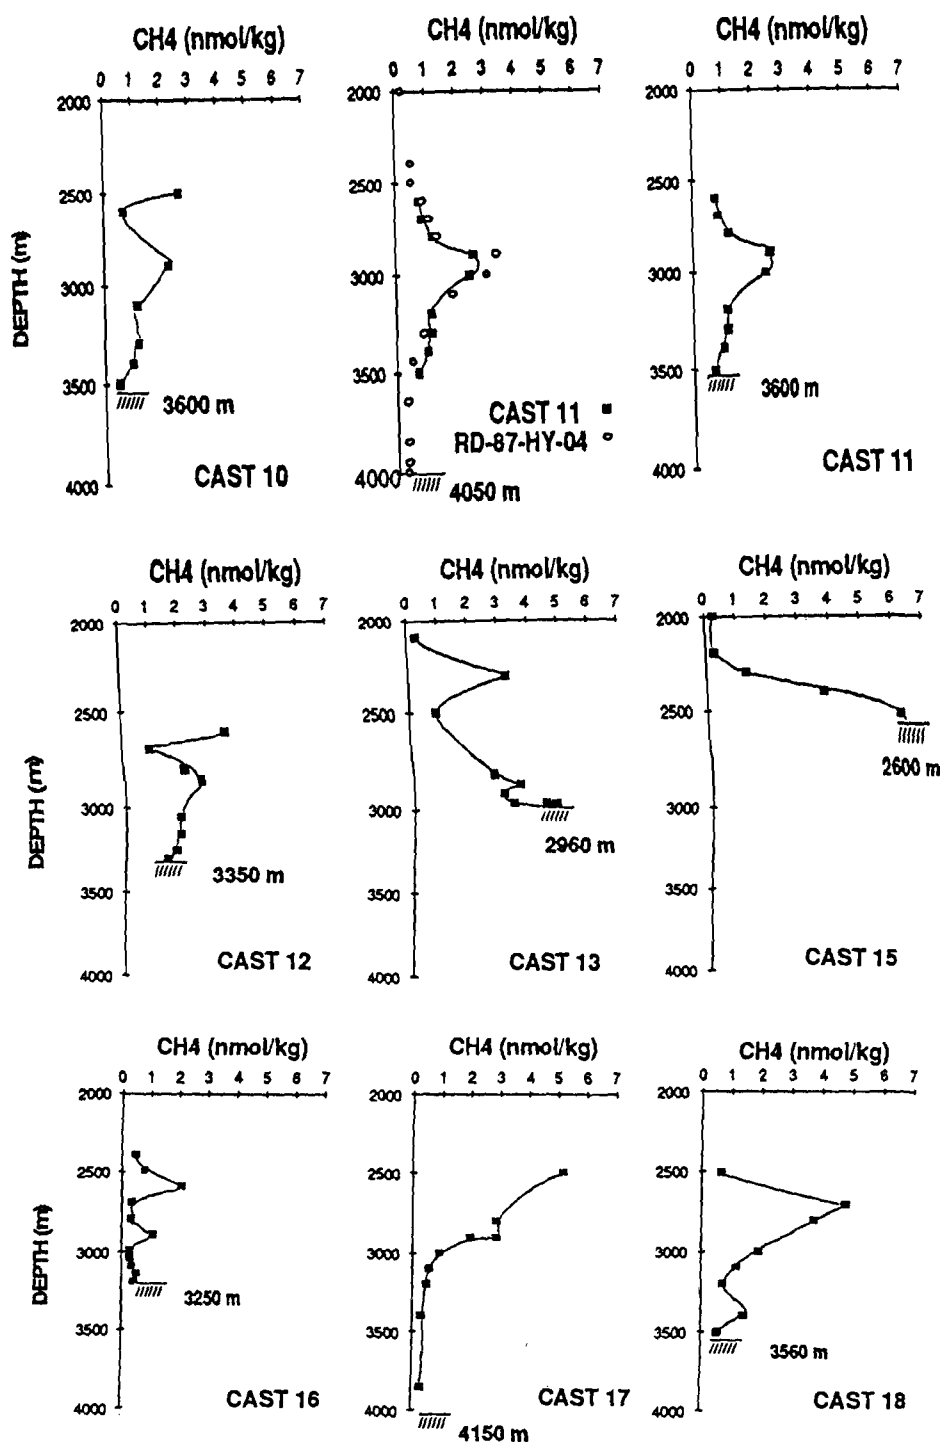 CH4 (nmol/kg)
0 1 2 3 4 5 6 7
2000
2500
3000
3500
4000
DEPTH (m)
3600 m
CAST 10
CH4 (nmol/kg)
0 1 2 3 4 5 6 7
2000
2500
3000
3500
4000
CAST 11
RD-87-HY-04
4050 m
CH4 (nmol/kg)
0 1 2 3 4 5 6 7
2000
2500
3000
3500
4000
3600 m
CAST 11
CH4 (nmol/kg)
0 1 2 3 4 5 6 7
2000
2500
3000
3500
4000
DEPTH (m)
3350 m
CAST 12
CH4 (nmol/kg)
0 1 2 3 4 5 6 7
2000
2500
3000
3500
4000
2960 m
CAST 13
CH4 (nmol/kg)
0 1 2 3 4 5 6 7
2000
2500
3000
3500
4000
2600 m
CAST 15
CH4 (nmol/kg)
0 1 2 3 4 5 6 7
2000
2500
3000
3500
4000
DEPTH (m)
3250 m
CAST 16
CH4 (nmol/kg)
0 1 2 3 4 5 6 7
2000
2500
3000
3500
4000
CAST 17
4150 m
CH4 (nmol/kg)
0 1 2 3 4 5 6 7
2000
2500
3000
3500
4000
3560 m
CAST 18